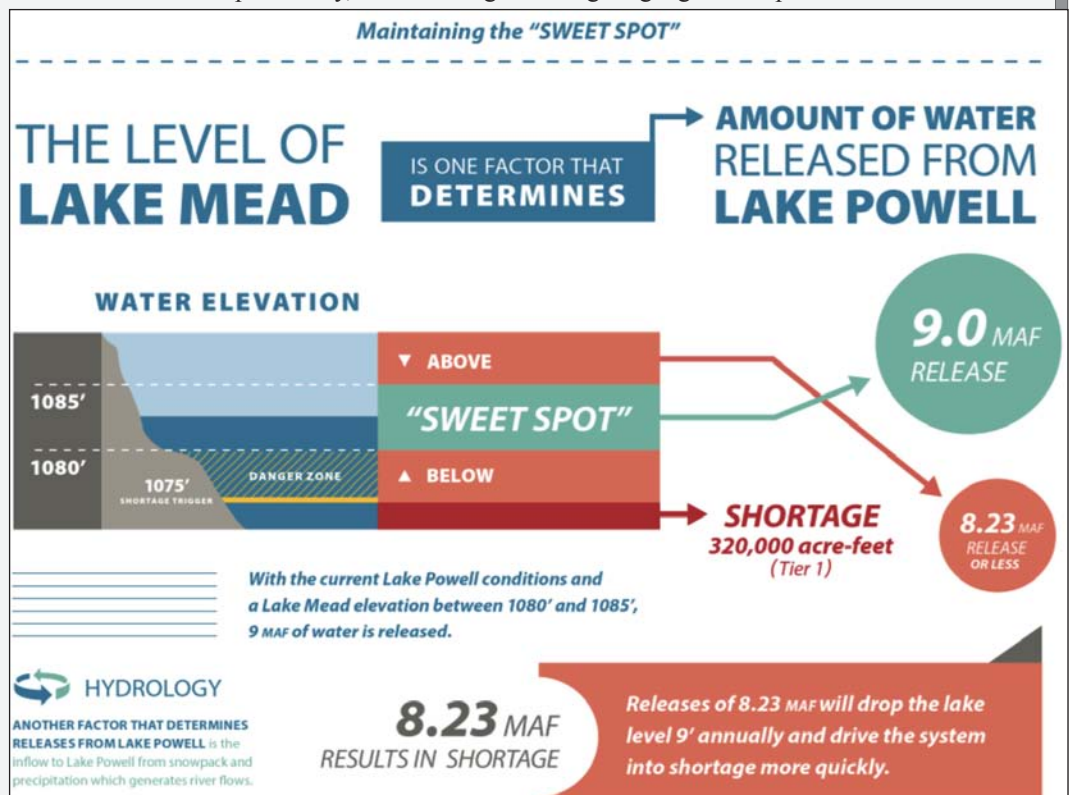 Maintaining the “SWEET SPOT”
THE LEVEL OF
LAKE MEAD
IS ONE FACTOR THAT
DETERMINES
AMOUNT OF WATER
RELEASED FROM
LAKE POWELL
WATER ELEVATION
1085’
1080’
1075’
SHORTAGE TRIGGER
DANGER ZONE
▼ ABOVE
“SWEET SPOT”
▲ BELOW
9.0 MAF
RELEASE
8.23 MAF
RELEASE
OR LESS
SHORTAGE
320,000 acre-feet
(Tier 1)
With the current Lake Powell conditions and
a Lake Mead elevation between 1080’ and 1085’,
9 MAF of water is released.
HYDROLOGY
ANOTHER FACTOR THAT DETERMINES
RELEASES FROM LAKE POWELL is the
inflow to Lake Powell from snowpack and
precipitation which generates river flows.
8.23 MAF
RESULTS IN SHORTAGE
Releases of 8.23 MAF will drop the lake
level 9’ annually and drive the system
into shortage more quickly.